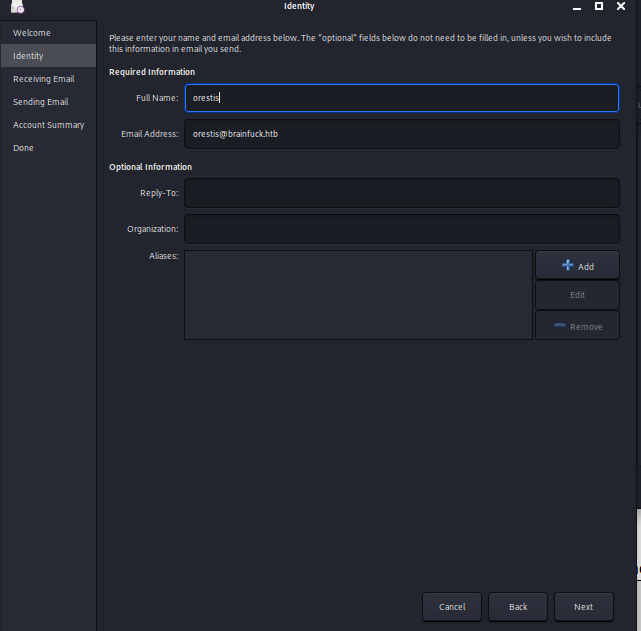 Identity
Welcome
Identity
Receiving Email
Sending Email
Account Summary
Done
Please enter your name and email address below. The "optional" fields below do not need to be filled in, unless you wish to include
this information in email you send.
Required Information
Full Name: orestis
Email Address: orestis@brainfuck.htb
Optional Information
Reply-To:
Organization:
Aliases:
Add
Edit
Remove
Cancel Back Next